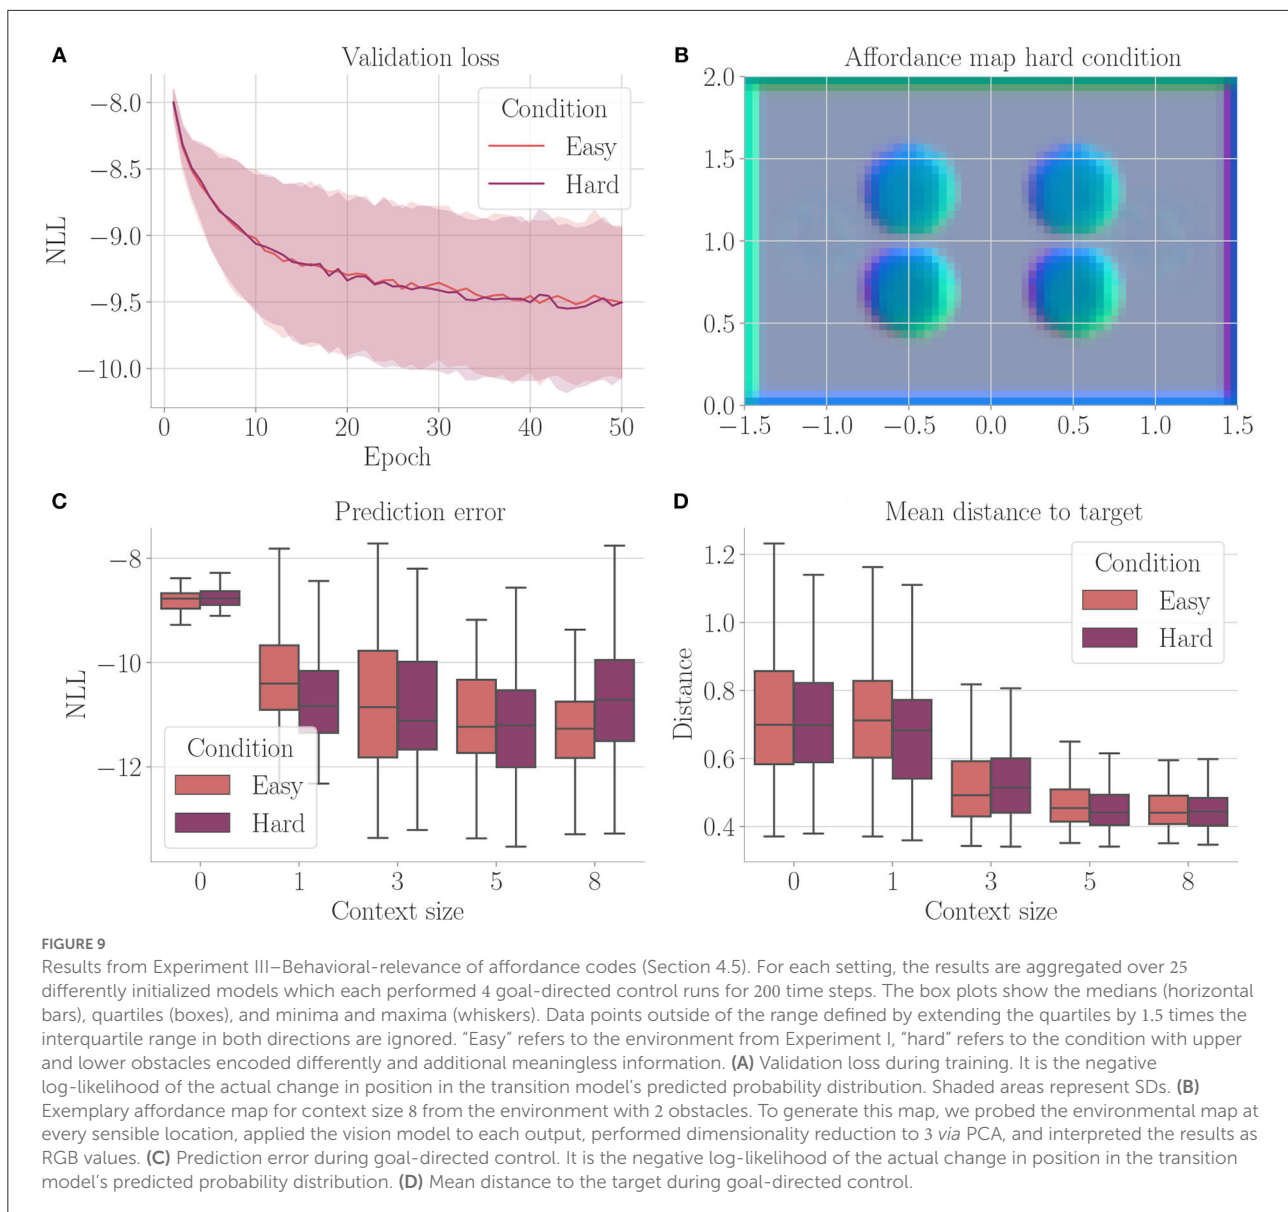 A
Validation loss
−8.0
−8.5
−9.0
−9.5
−10.0
NLL
Condition
Easy
Hard
0
10
20
30
40
50
Epoch
B
Affordance map hard condition
2.0
1.5
1.0
0.5
0.0
−1.5
−1.0
−0.5
0.0
0.5
1.0
1.5
C
Prediction error
−8
−10
−12
NLL
Condition
Easy
Hard
0
1
3
5
8
Context size
D
Mean distance to target
1.2
1.0
0.8
0.6
0.4
Distance
Condition
Easy
Hard
0
1
3
5
8
Context size
FIGURE 9
Results from Experiment III–Behavioral-relevance of affordance codes (Section 4.5). For each setting, the results are aggregated over 25
differently initialized models which each performed 4 goal-directed control runs for 200 time steps. The box plots show the medians (horizontal
bars), quartiles (boxes), and minima and maxima (whiskers). Data points outside of the range defined by extending the quartiles by 1.5 times the
interquartile range in both directions are ignored. “Easy” refers to the environment from Experiment I, “hard” refers to the condition with upper
and lower obstacles encoded differently and additional meaningless information. (A) Validation loss during training. It is the negative
log-likelihood of the actual change in position in the transition model’s predicted probability distribution. Shaded areas represent SDs. (B)
Exemplary affordance map for context size 8 from the environment with 2 obstacles. To generate this map, we probed the environmental map at
every sensible location, applied the vision model to each output, performed dimensionality reduction to 3 via PCA, and interpreted the results as
RGB values. (C) Prediction error during goal-directed control. It is the negative log-likelihood of the actual change in position in the transition
model’s predicted probability distribution. (D) Mean distance to the target during goal-directed control.